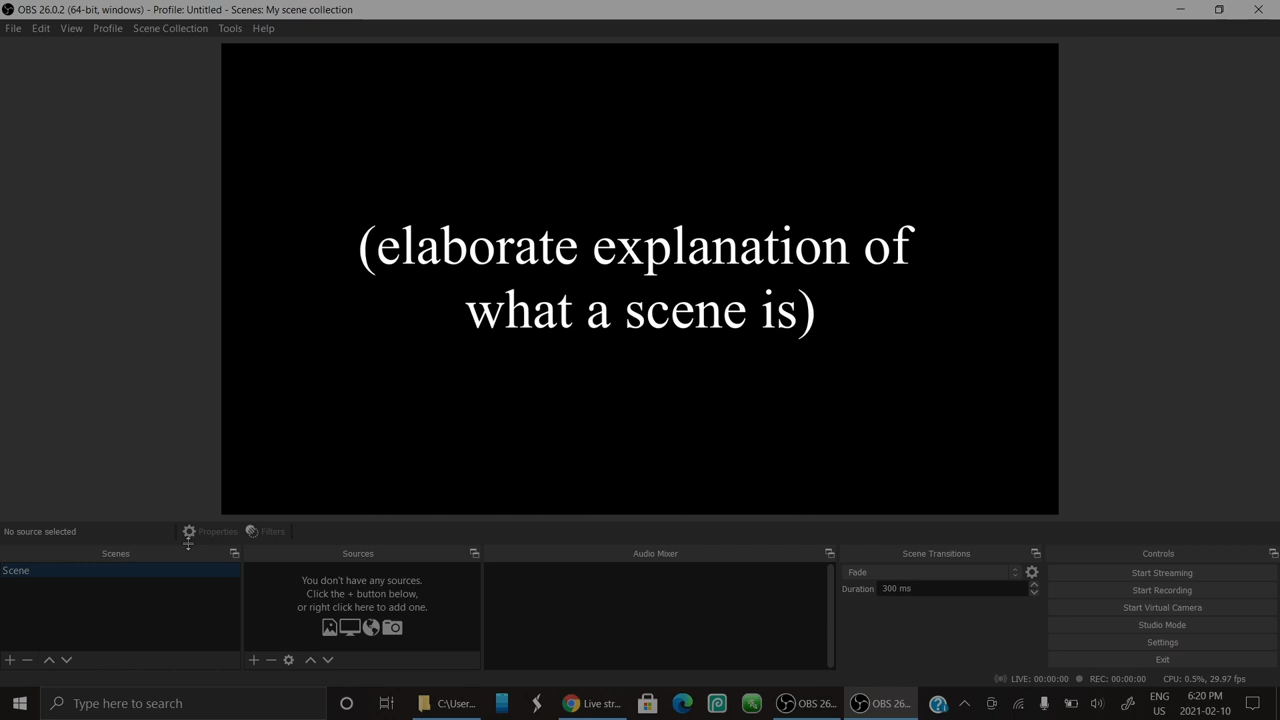 OBS 26.0.2 (64-bit, windows) - Profile: Untitled - Scenes: My scene collection
File Edit View Profile Scene Collection Tools Help
(elaborate explanation of
what a scene is)
No source selected Properties Filters
Scenes Sources Audio Mixer Scene Transitions Controls
Scene
You don't have any sources.
Click the + button below,
or right click here to add one.
Fade
Duration 300 ms
Start Streaming
Start Recording
Start Virtual Camera
Studio Mode
Settings
Exit
LIVE: 00:00:00 REC: 00:00:00 CPU: 0.5%, 29.97 fps
Type here to search
C:\User...
Live str...
OBS 26...
OBS 26...
ENG
US
6:20 PM
2021-02-10